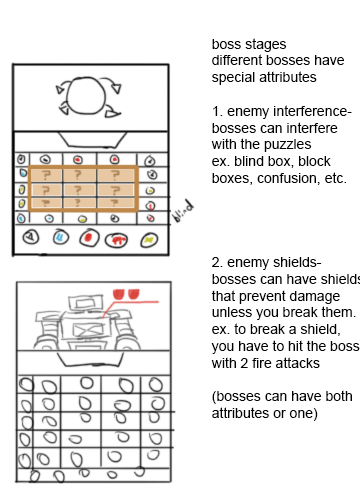 boss stages
different bosses have
special attributes
1. enemy interference-
bosses can interfere
with the puzzles
ex. blind box, block
boxes, confusion, etc.
? ? ?
? ? ?
? ? ?
blind
2. enemy shields-
bosses can have shields
that prevent damage
unless you break them.
ex. to break a shield,
you have to hit the boss
with 2 fire attacks
(bosses can have both
attributes or one)